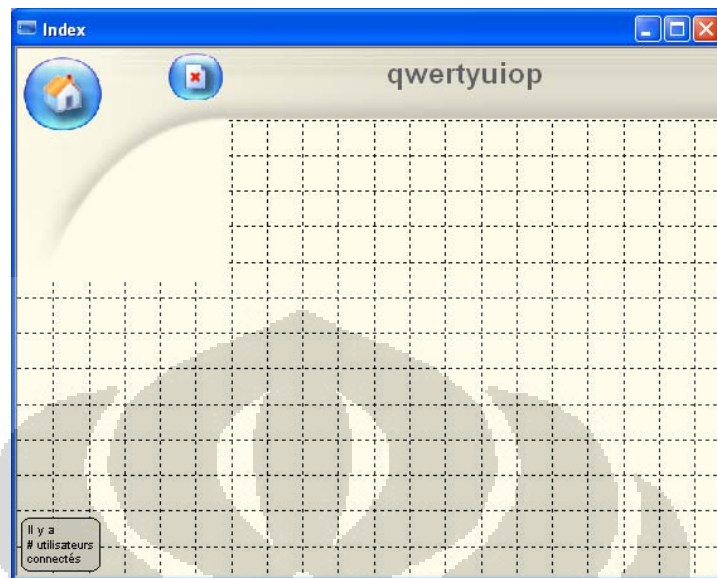 Index
qwertyuiop
Il y a
# utilisateurs
connectés